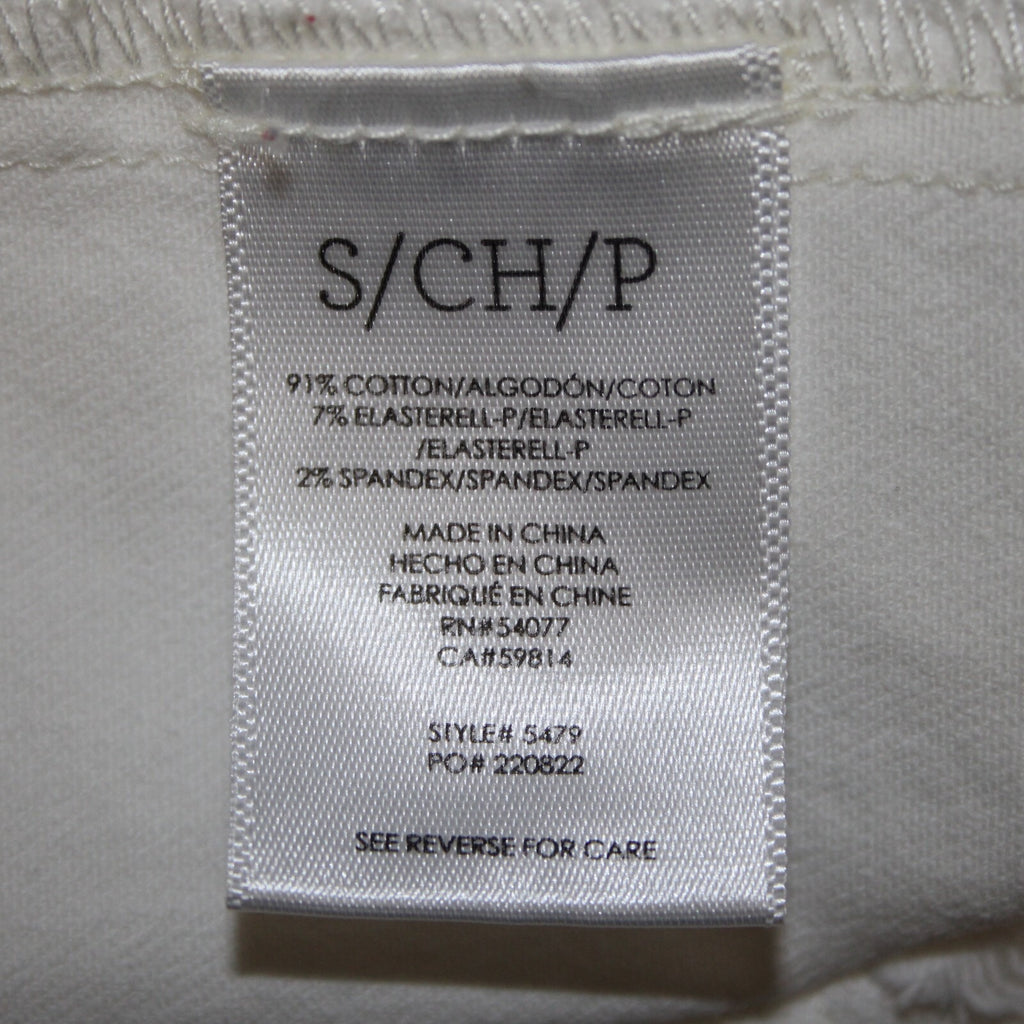 S/CH/P
91% COTTON/ALGODÓN/COTON
7% ELASTERELL-P/ELASTERELL-P
/ELASTERELL-P
2% SPANDEX/SPANDEX/SPANDEX
MADE IN CHINA
HECHO EN CHINA
FABRIQUÉ EN CHINE
RN#54077
CA#59814
STYLE# 5479
PO# 220822
SEE REVERSE FOR CARE